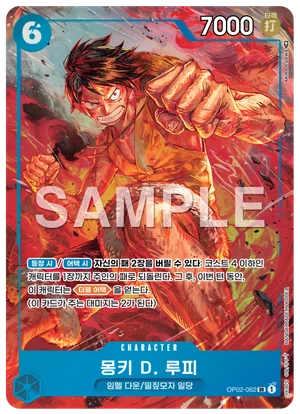 6
7000
타격
打
SAMPLE
등장 시 / 어택 시 자신의 패 2장을 버릴 수 있다: 코스트 4 이하인
캐릭터를 1장까지 주인의 패로 되돌린다. 그 후, 이번 턴 동안,
이 캐릭터는 더블 어택 을 얻는다.
(이 카드가 주는 대미지는 2가 된다)
CHARACTER
몽키 D. 루피
임펠 다운/밀짚모자 일당
OP02-062